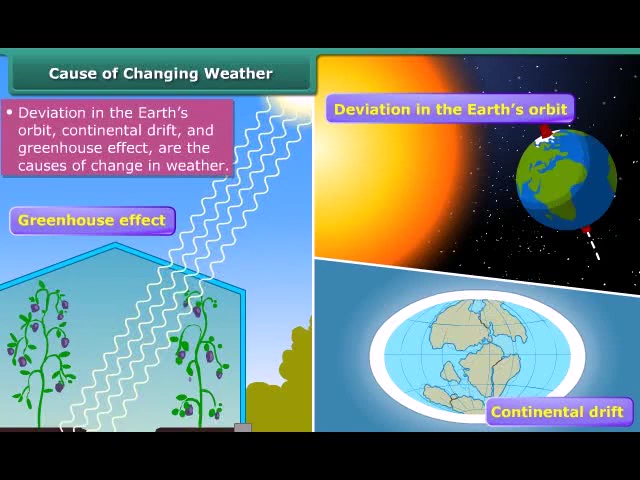 Cause of Changing Weather
• Deviation in the Earth's
orbit, continental drift, and
greenhouse effect, are the
causes of change in weather.
Deviation in the Earth's orbit
Greenhouse effect
Continental drift